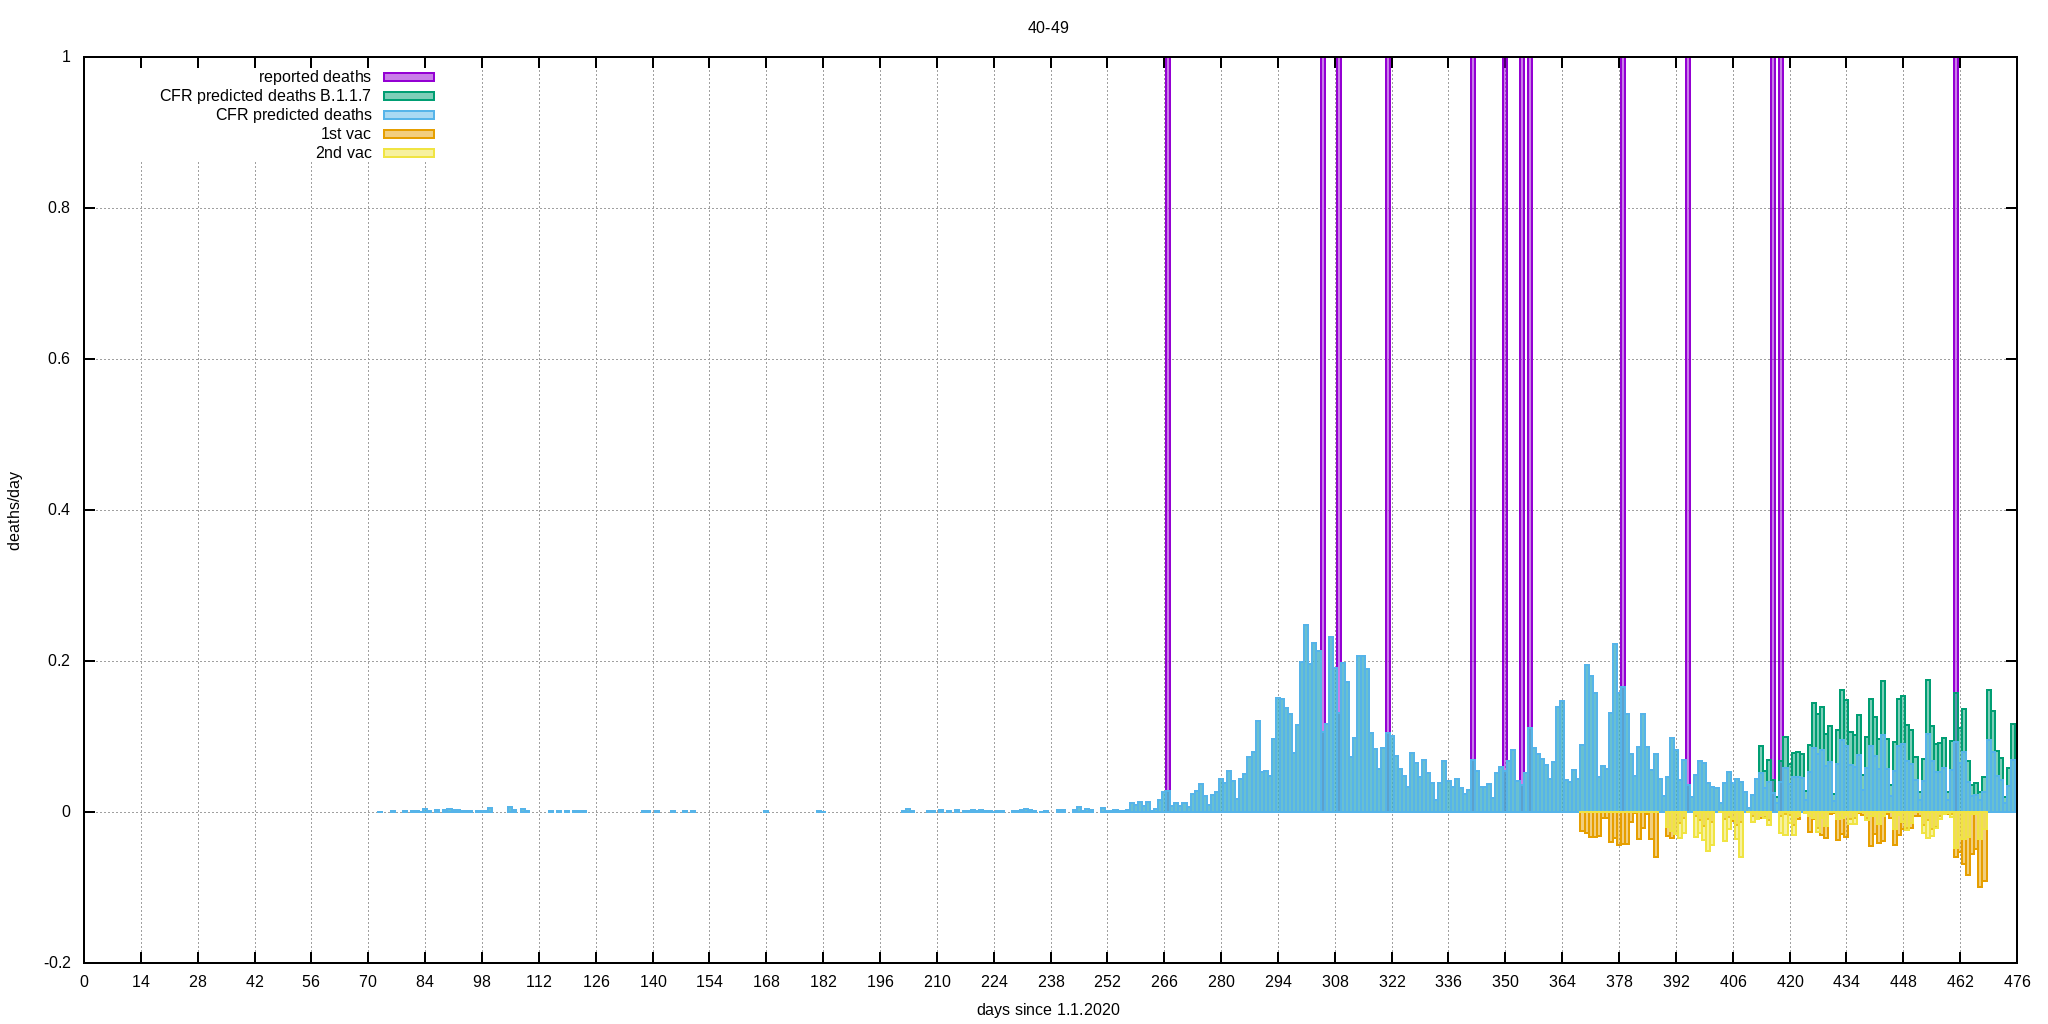 40-49
1
reported deaths
CFR predicted deaths B.1.1.7
CFR predicted deaths
1st vac
2nd vac
0.8
0.6
0.4
0.2
0
-0.2
deaths/day
0 14 28 42 56 70 84 98 112 126 140 154 168 182 196 210 224 238 252 266 280 294 308 322 336 350 364 378 392 406 420 434 448 462 476
days since 1.1.2020